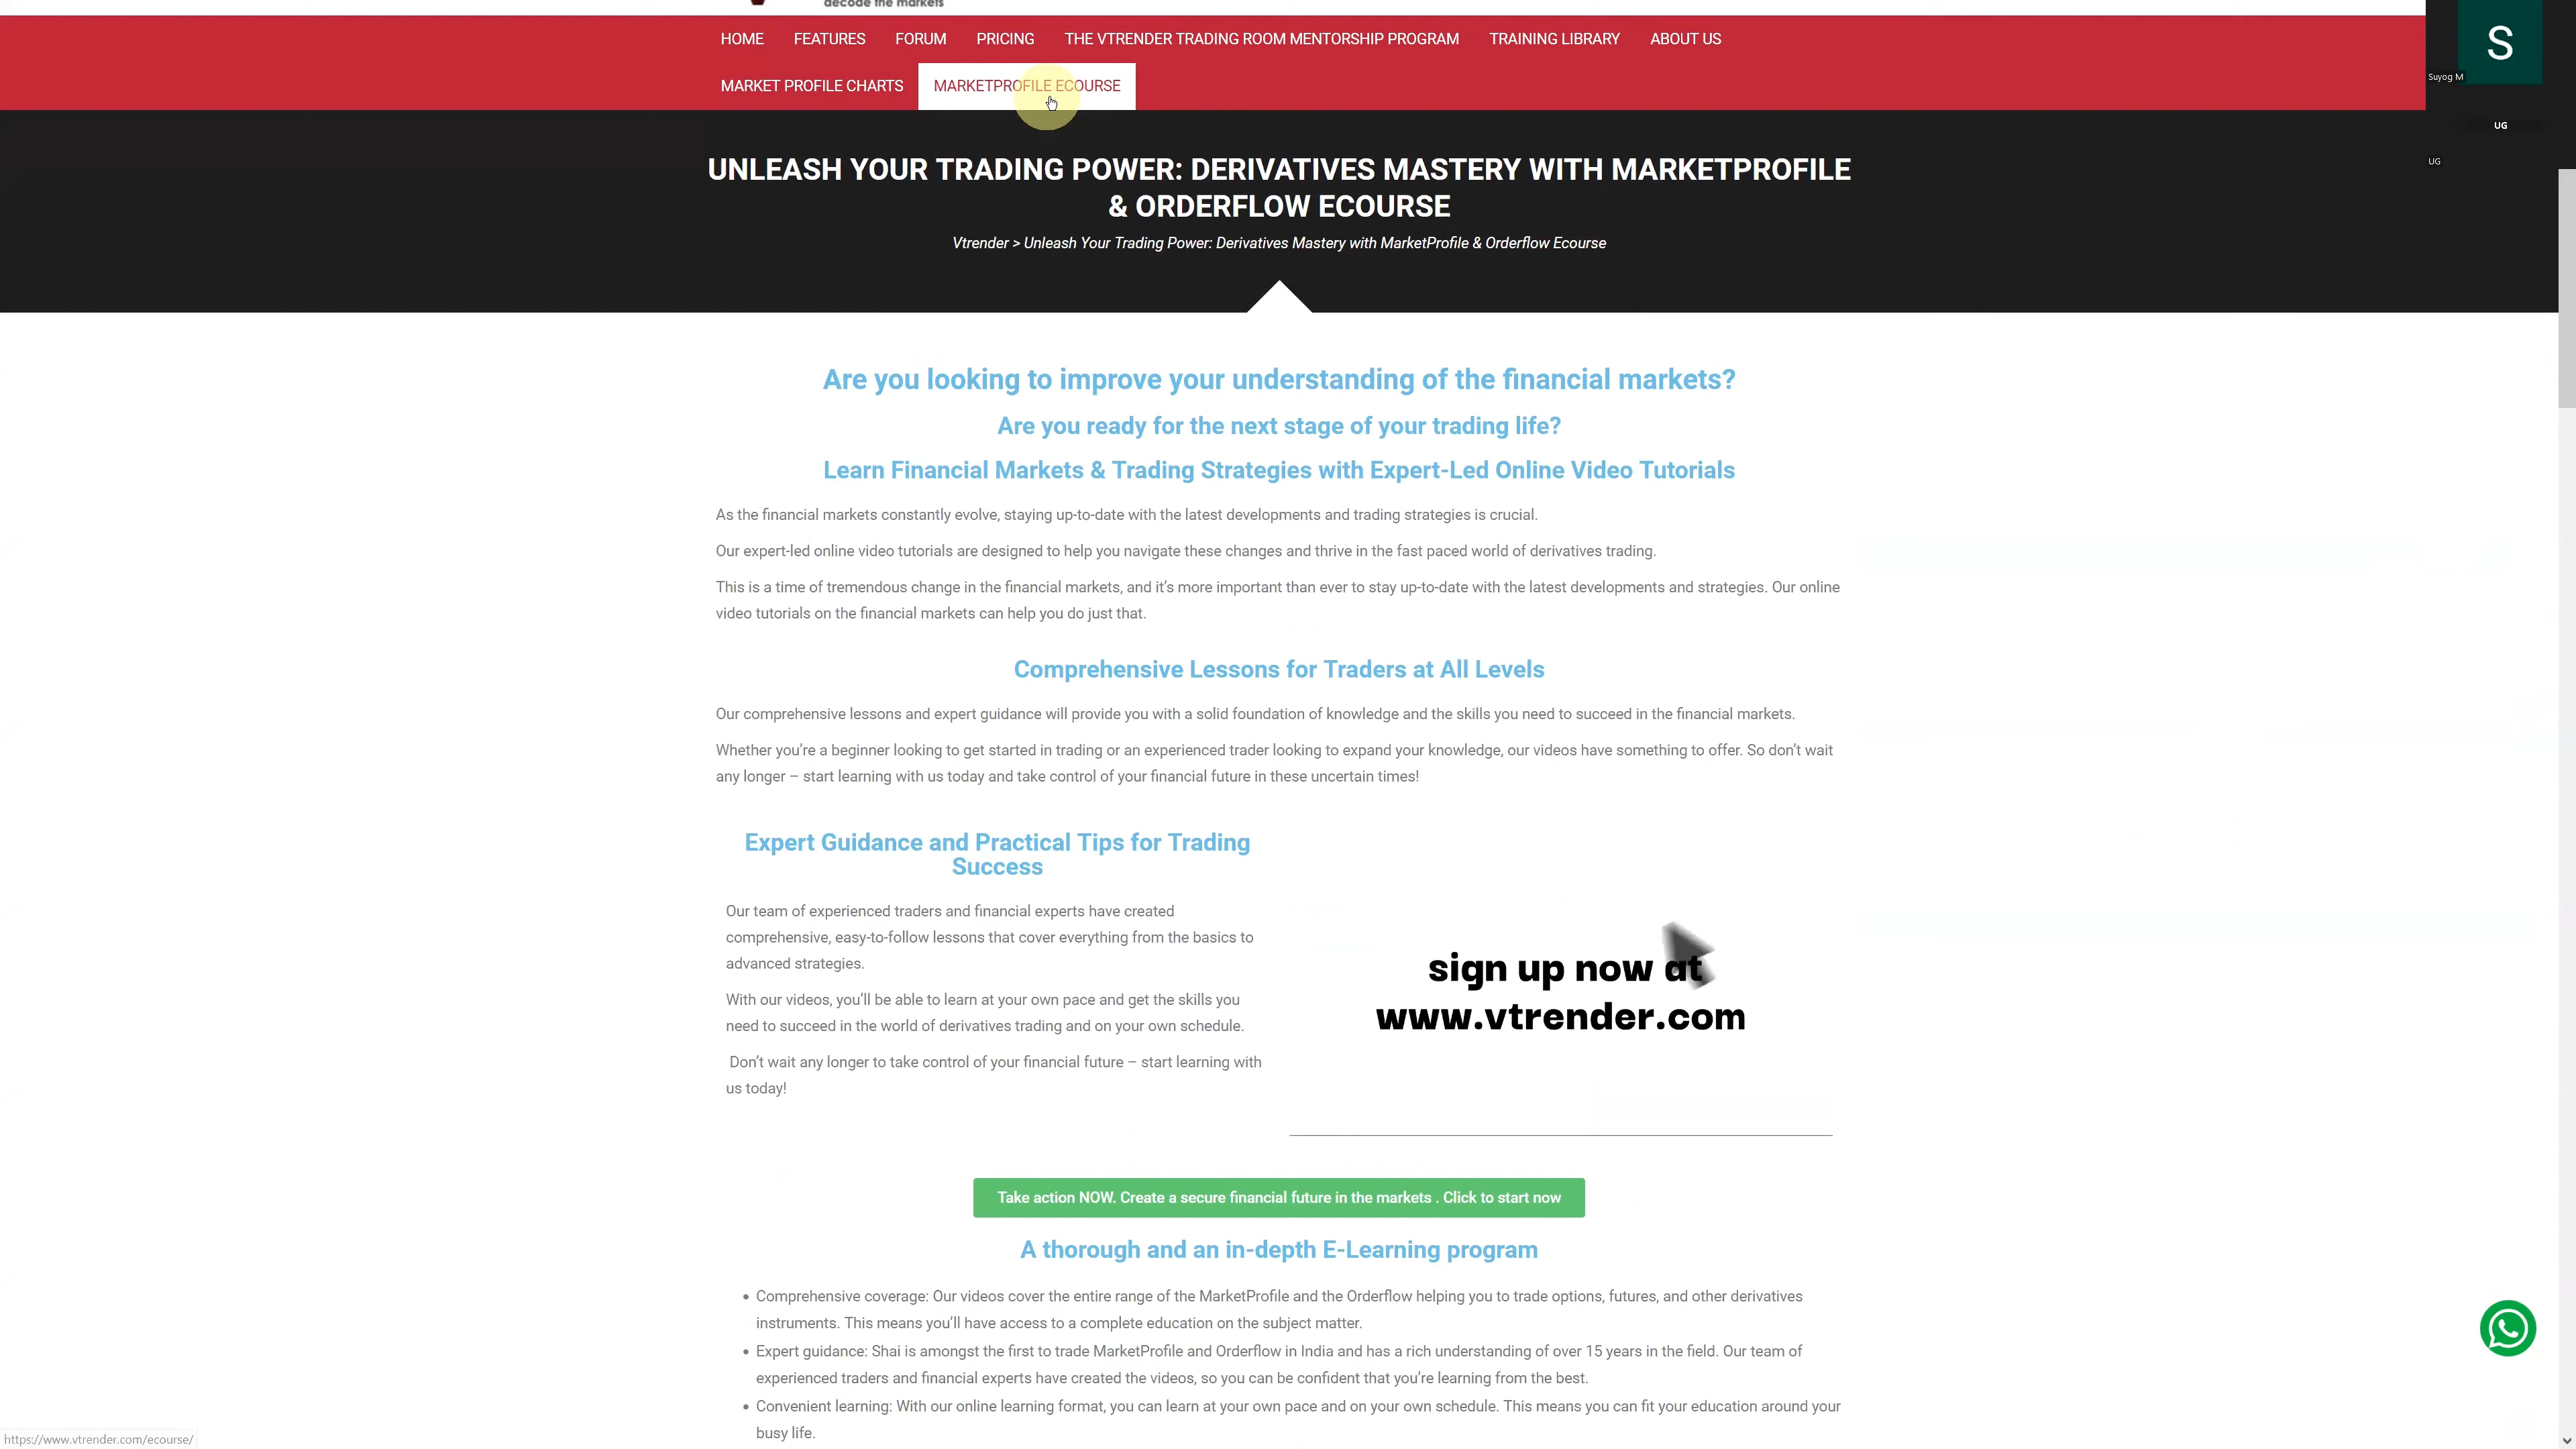 decode the markets
HOME FEATURES FORUM PRICING THE VTRENDER TRADING ROOM MENTORSHIP PROGRAM TRAINING LIBRARY ABOUT US
MARKET PROFILE CHARTS MARKETPROFILE ECOURSE
S
Suyog M
UG
UG
UNLEASH YOUR TRADING POWER: DERIVATIVES MASTERY WITH MARKETPROFILE
& ORDERFLOW ECOURSE
Vtrender > Unleash Your Trading Power: Derivatives Mastery with MarketProfile & Orderflow Ecourse
Are you looking to improve your understanding of the financial markets?
Are you ready for the next stage of your trading life?
Learn Financial Markets & Trading Strategies with Expert-Led Online Video Tutorials
As the financial markets constantly evolve, staying up-to-date with the latest developments and trading strategies is crucial.
Our expert-led online video tutorials are designed to help you navigate these changes and thrive in the fast paced world of derivatives trading.
This is a time of tremendous change in the financial markets, and it's more important than ever to stay up-to-date with the latest developments and strategies. Our online
video tutorials on the financial markets can help you do just that.
Comprehensive Lessons for Traders at All Levels
Our comprehensive lessons and expert guidance will provide you with a solid foundation of knowledge and the skills you need to succeed in the financial markets.
Whether you're a beginner looking to get started in trading or an experienced trader looking to expand your knowledge, our videos have something to offer. So don't wait
any longer – start learning with us today and take control of your financial future in these uncertain times!
Expert Guidance and Practical Tips for Trading
Success
Our team of experienced traders and financial experts have created
comprehensive, easy-to-follow lessons that cover everything from the basics to
advanced strategies.
With our videos, you'll be able to learn at your own pace and get the skills you
need to succeed in the world of derivatives trading and on your own schedule.
Don't wait any longer to take control of your financial future – start learning with
us today!
sign up now at
www.vtrender.com
Take action NOW. Create a secure financial future in the markets . Click to start now
A thorough and an in-depth E-Learning program
• Comprehensive coverage: Our videos cover the entire range of the MarketProfile and the Orderflow helping you to trade options, futures, and other derivatives
instruments. This means you'll have access to a complete education on the subject matter.
• Expert guidance: Shai is amongst the first to trade MarketProfile and Orderflow in India and has a rich understanding of over 15 years in the field. Our team of
experienced traders and financial experts have created the videos, so you can be confident that you're learning from the best.
• Convenient learning: With our online learning format, you can learn at your own pace and on your own schedule. This means you can fit your education around your
busy life.
https://www.vtrender.com/ecourse/